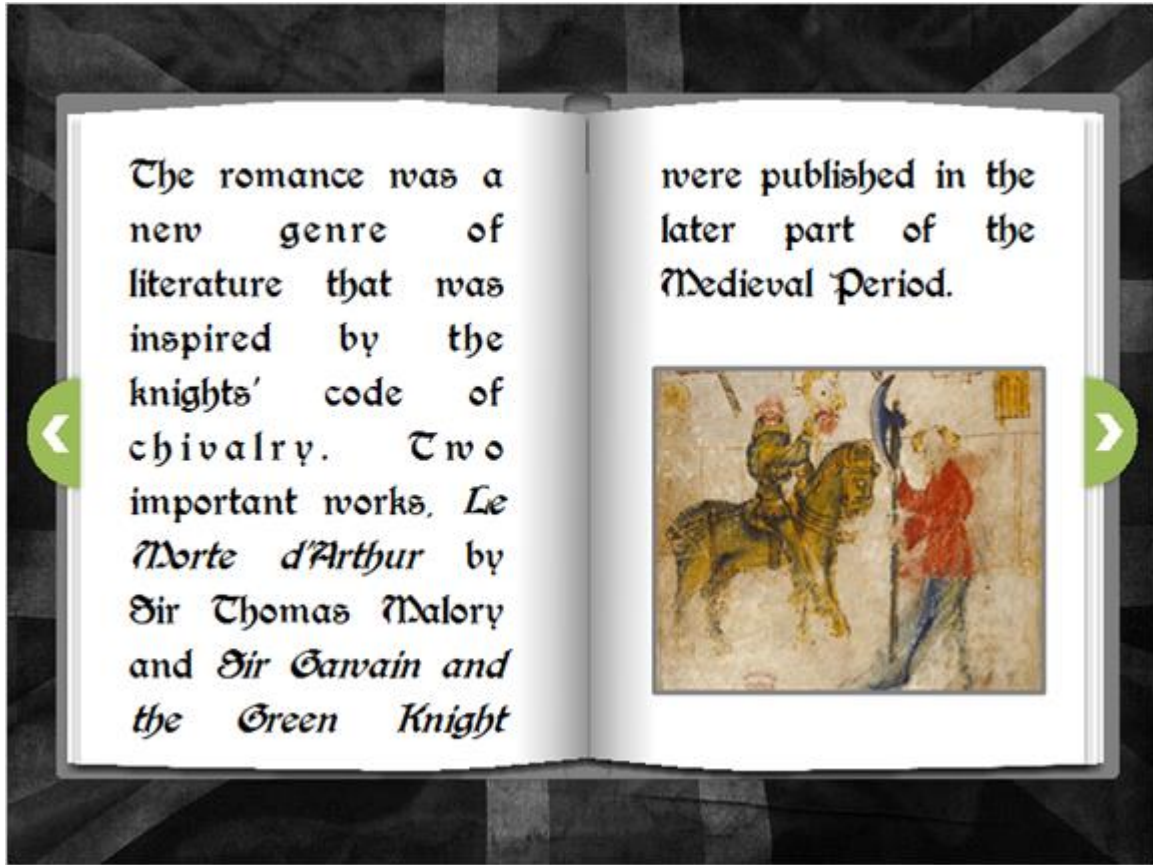 The romance was a
new genre of
literature that was
inspired by the
knights' code of
chivalry. Two
important works, Le
Morte d'Arthur by
Sir Thomas Malory
and Sir Gawain and
the Green Knight
were published in the
later part of the
Medieval Period.